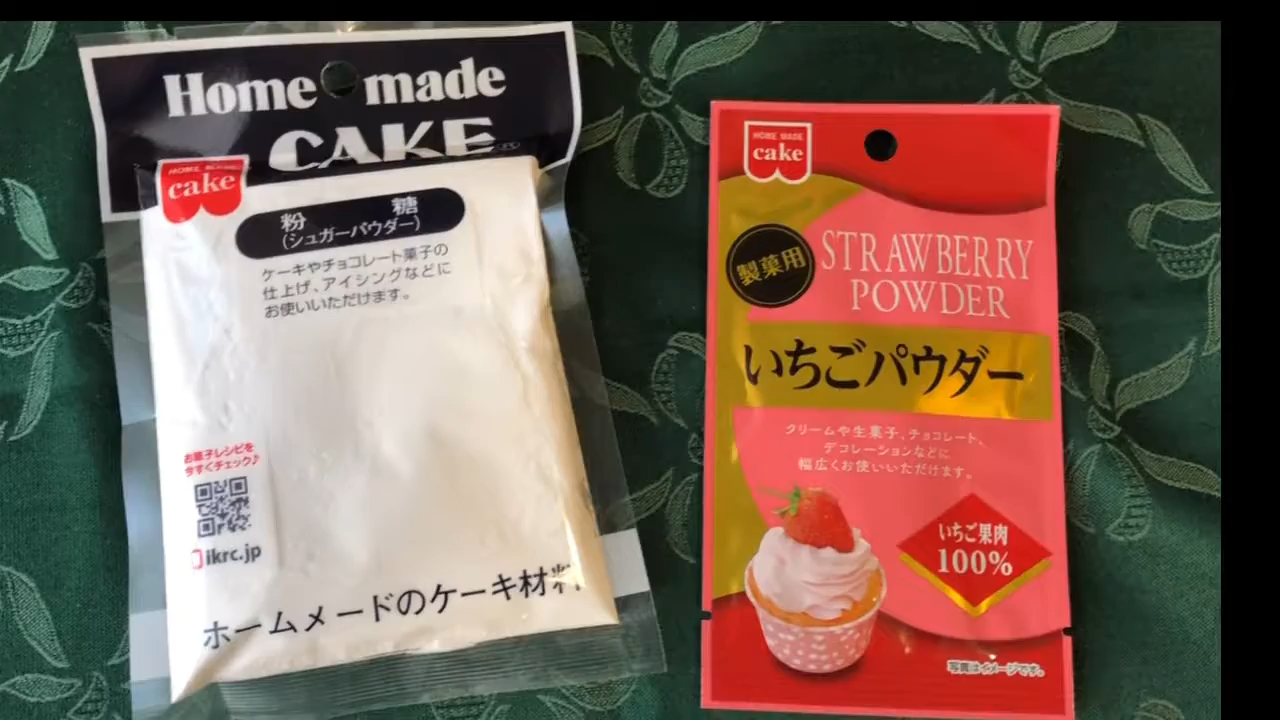 Home made
CAKE
HOME MADE
cake
粉糖
(シュガーパウダー)
ケーキやチョコレート菓子の
仕上げ、アイシングなどに
お使いいただけます。
お菓子レシピを
今すぐチェック♪
ikrc.jp
ホームメードのケーキ材料
HOME MADE
cake
製菓用
STRAWBERRY
POWDER
いちごパウダー
クリームや生菓子、チョコレート、
デコレーションなどに
幅広くお使いいただけます。
いちご果肉
100%
写真はイメージです。